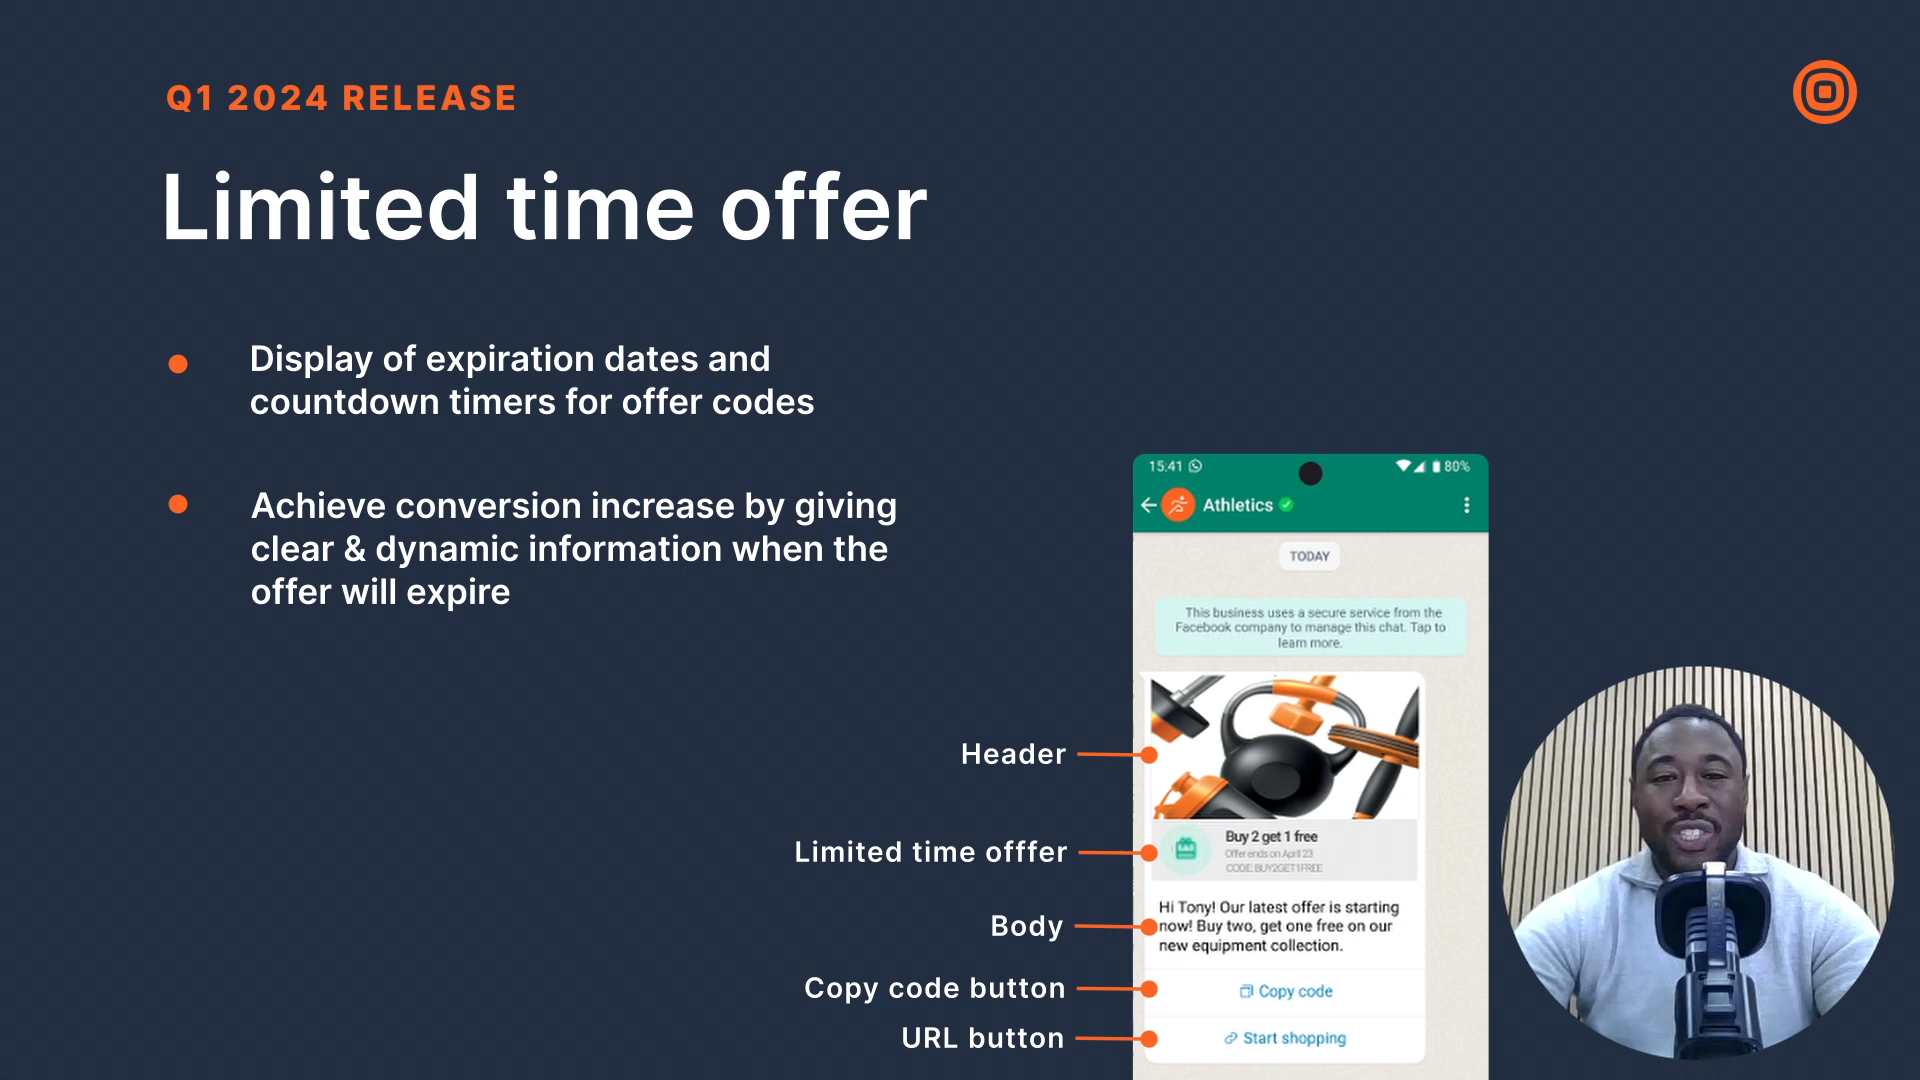 Q1 2024 RELEASE
Limited time offer
Display of expiration dates and
countdown timers for offer codes
Achieve conversion increase by giving
clear & dynamic information when the
offer will expire
15:41
80%
Athletics
TODAY
This business uses a secure service from the
Facebook company to manage this chat. Tap to
learn more.
Header
Limited time offfer
Buy 2 get 1 free
Offer ends on April 23
CODE: BUY2GET1FREE
Body
Hi Tony! Our latest offer is starting
now! Buy two, get one free on our
new equipment collection.
Copy code button
Copy code
URL button
Start shopping